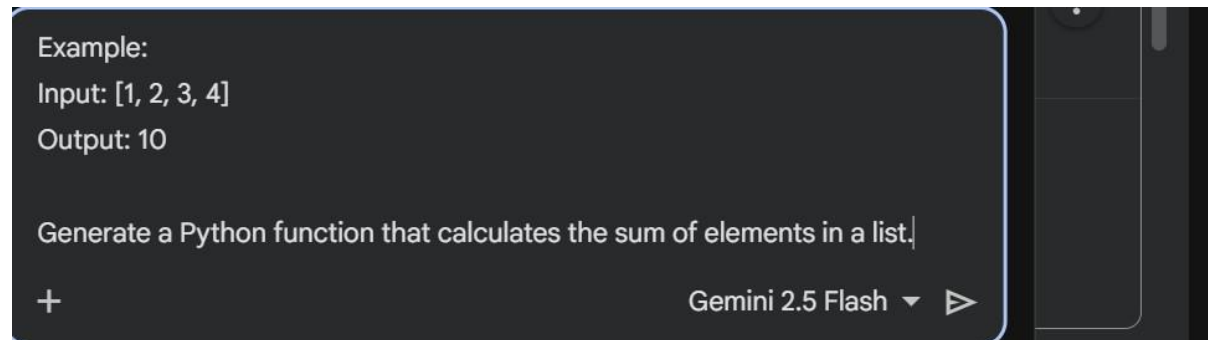 Example:
Input: [1, 2, 3, 4]
Output: 10
Generate a Python function that calculates the sum of elements in a list.
Gemini 2.5 Flash